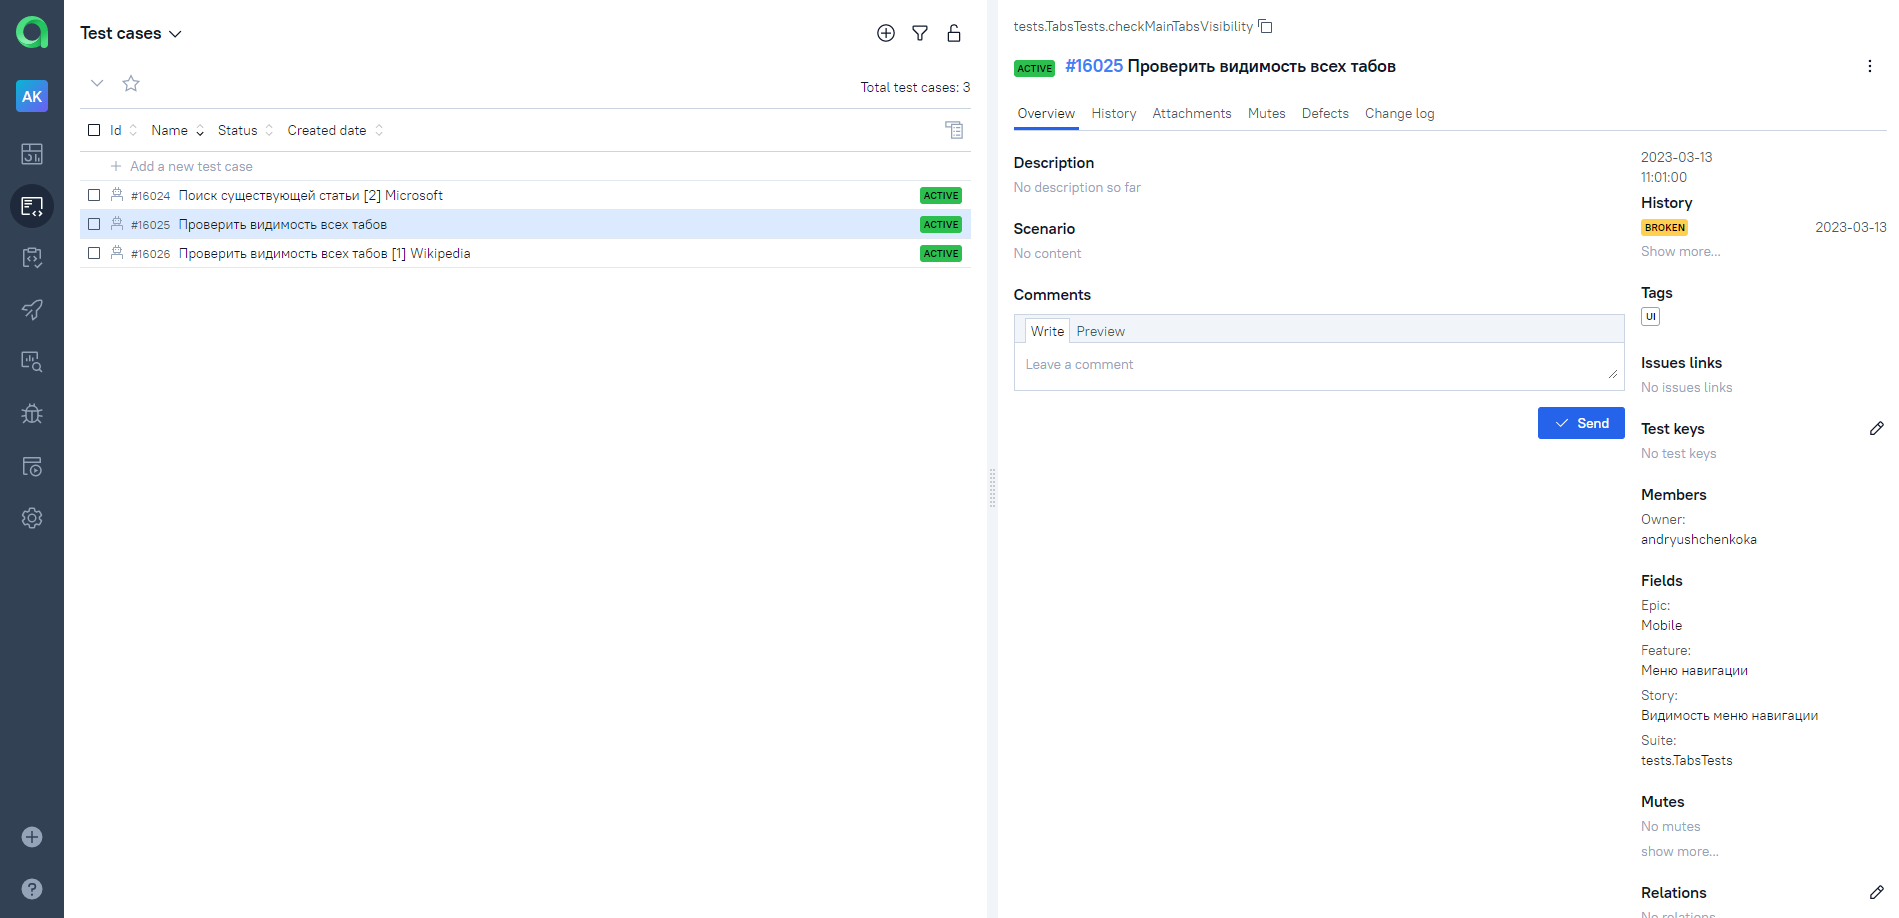 AK
Test cases
Total test cases: 3
Id Name Status Created date
Add a new test case
#16024 Поиск существующей статьи [2] Microsoft ACTIVE
#16025 Проверить видимость всех табов ACTIVE
#16026 Проверить видимость всех табов [1] Wikipedia ACTIVE
tests.TabsTests.checkMainTabsVisibility
ACTIVE #16025 Проверить видимость всех табов
Overview History Attachments Mutes Defects Change log
Description
No description so far
Scenario
No content
Comments
Write Preview
Leave a comment
Send
2023-03-13
11:01:00
History
BROKEN 2023-03-13
Show more...
Tags
UI
Issues links
No issues links
Test keys
No test keys
Members
Owner:
andryushchenkoka
Fields
Epic:
Mobile
Feature:
Меню навигации
Story:
Видимость меню навигации
Suite:
tests.TabsTests
Mutes
No mutes
show more...
Relations
No relations